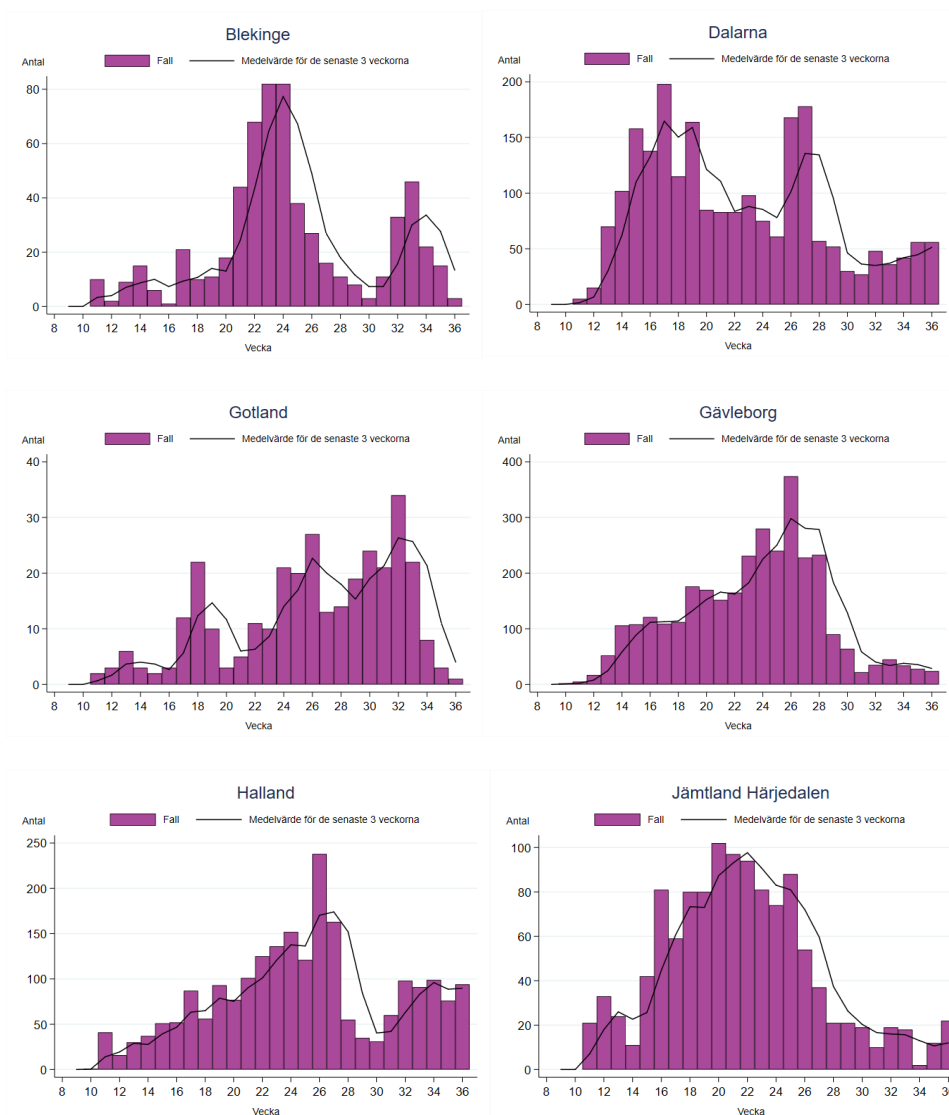 Blekinge
Antal
Fall
Medelvärde för de senaste 3 veckorna
80
60
40
20
0
8 10 12 14 16 18 20 22 24 26 28 30 32 34 36
Vecka
Dalarna
Antal
Fall
Medelvärde för de senaste 3 veckorna
200
150
100
50
0
8 10 12 14 16 18 20 22 24 26 28 30 32 34 36
Vecka
Gotland
Antal
Fall
Medelvärde för de senaste 3 veckorna
40
30
20
10
0
8 10 12 14 16 18 20 22 24 26 28 30 32 34 36
Vecka
Gävleborg
Antal
Fall
Medelvärde för de senaste 3 veckorna
400
300
200
100
0
8 10 12 14 16 18 20 22 24 26 28 30 32 34 36
Vecka
Halland
Antal
Fall
Medelvärde för de senaste 3 veckorna
250
200
150
100
50
0
8 10 12 14 16 18 20 22 24 26 28 30 32 34 36
Vecka
Jämtland Härjedalen
Antal
Fall
Medelvärde för de senaste 3 veckorna
100
80
60
40
20
0
8 10 12 14 16 18 20 22 24 26 28 30 32 34
Vecka